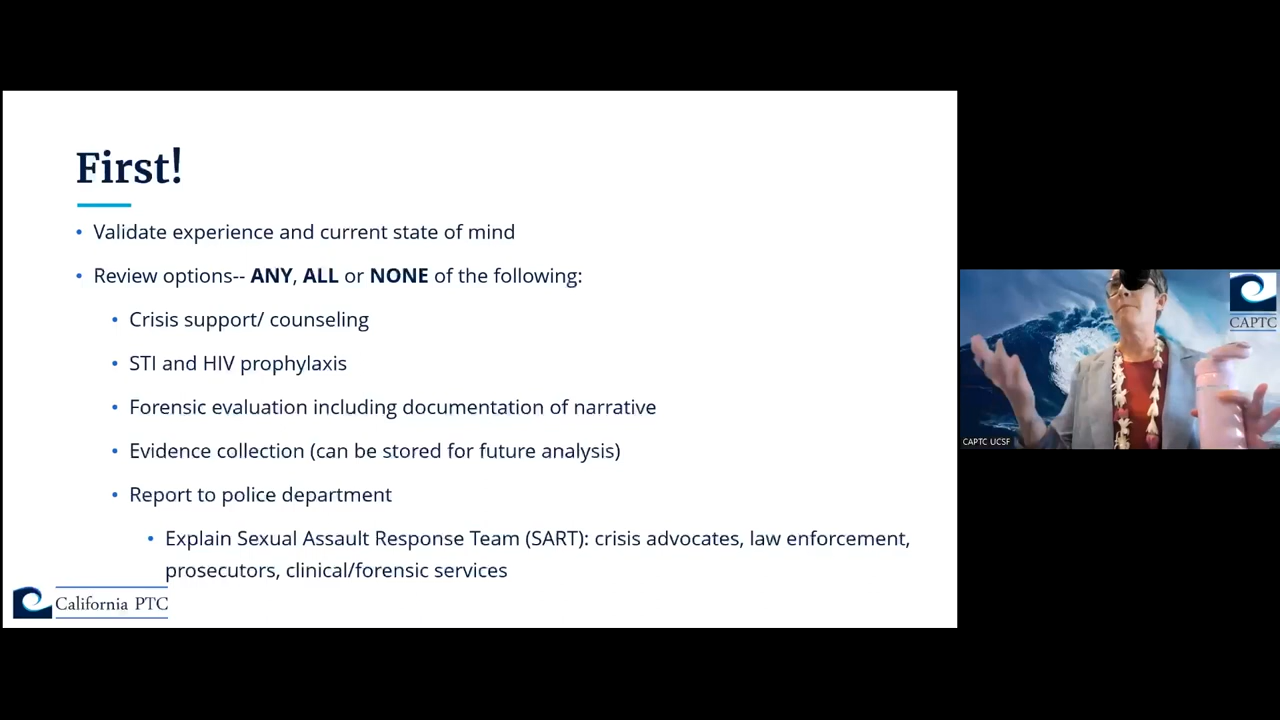 First!
• Validate experience and current state of mind
• Review options-- ANY, ALL or NONE of the following:
• Crisis support/ counseling
• STI and HIV prophylaxis
• Forensic evaluation including documentation of narrative
• Evidence collection (can be stored for future analysis)
• Report to police department
• Explain Sexual Assault Response Team (SART): crisis advocates, law enforcement,
prosecutors, clinical/forensic services
California PTC
CAPTC
CAPTC UCSF